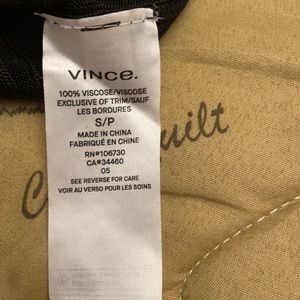 VINCE.
100% VISCOSE/VISCOSE
EXCLUSIVE OF TRIM/SAUF
LES BORDURES
S/P
MADE IN CHINA
FABRIQUÉ EN CHINE
RN#106730
CA#34460
05
SEE REVERSE FOR CARE
VOIR AU VERSO POUR LES SOINS